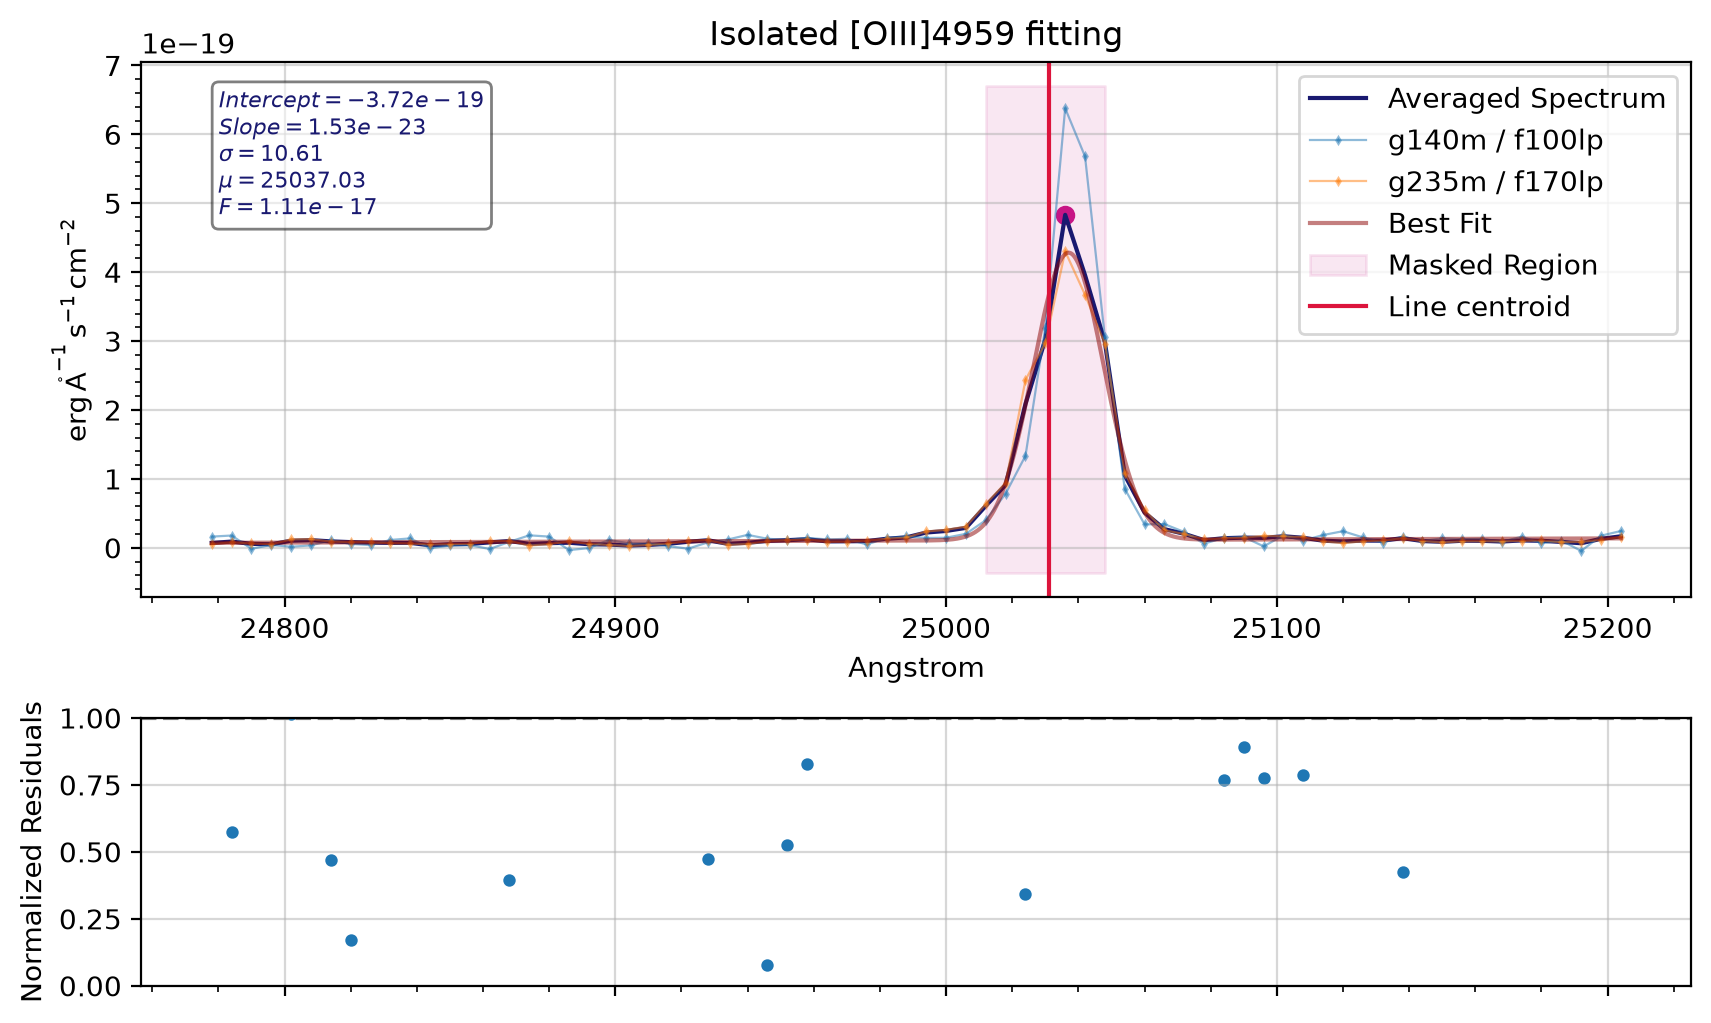 Isolated [OIII]4959 fitting
1e−19
7
6
5
4
3
2
1
0
erg Å⁻¹ s⁻¹ cm⁻²
Intercept = −3.72e − 19
Slope = 1.53e − 23
σ = 10.61
μ = 25037.03
F = 1.11e − 17
Averaged Spectrum
g140m / f100lp
g235m / f170lp
Best Fit
Masked Region
Line centroid
24800 24900 25000 25100 25200
Angstrom
Normalized Residuals
1.00
0.75
0.50
0.25
0.00